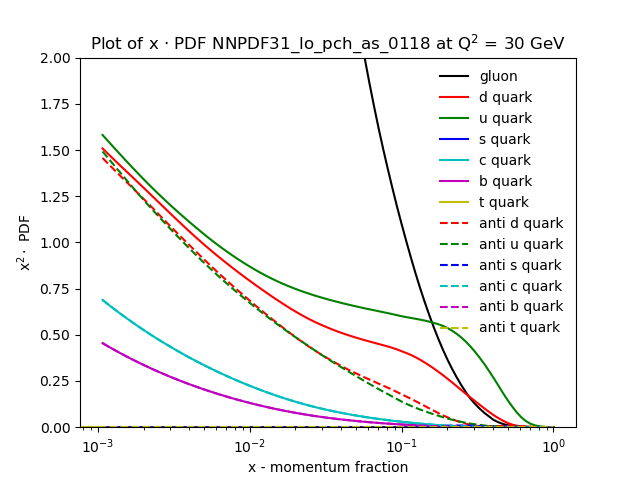 Plot of x · PDF NNPDF31_lo_pch_as_0118 at Q² = 30 GeV
2.00
1.75
1.50
1.25
1.00
0.75
0.50
0.25
0.00
x² · PDF
gluon
d quark
u quark
s quark
c quark
b quark
t quark
anti d quark
anti u quark
anti s quark
anti c quark
anti b quark
anti t quark
10⁻³ 10⁻² 10⁻¹ 10⁰
x - momentum fraction